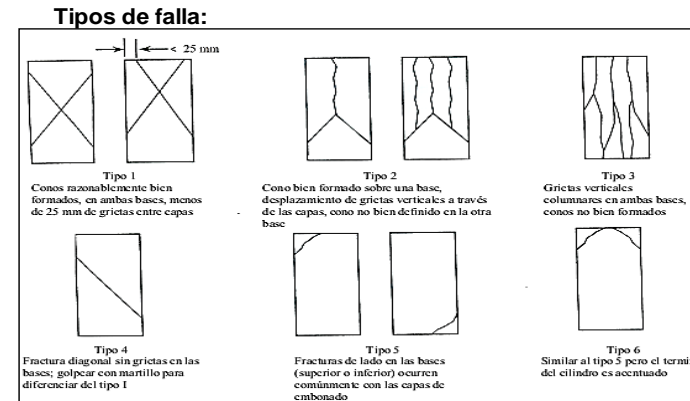 Tipos de falla:
< 25 mm
Tipo 1
Conos razonablemente bien
formados, en ambas bases, menos
de 25 mm de grietas entre capas
Tipo 2
Cono bien formado sobre una base,
desplazamiento de grietas verticales a través
de las capas, cono no bien definido en la otra
base
Tipo 3
Grietas verticales
columnares en ambas bases,
conos no bien formados
Tipo 4
Fractura diagonal sin grietas en las
bases; golpear con martillo para
diferenciar del tipo I
Tipo 5
Fracturas de lado en las bases
(superior o inferior) ocurren
comúnmente con las capas de
embonado
Tipo 6
Similar al tipo 5 pero el
del cilindro es acentuado